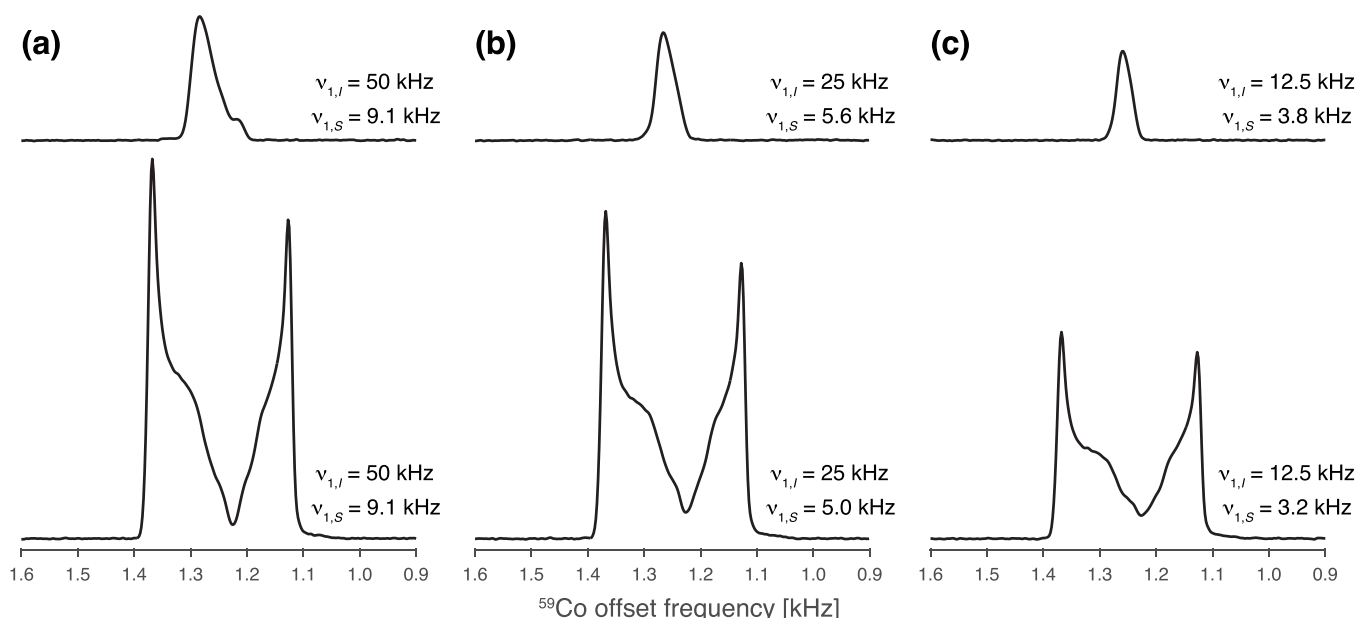 (a)
ν1,I = 50 kHz
ν1,S = 9.1 kHz
(b)
ν1,I = 25 kHz
ν1,S = 5.6 kHz
(c)
ν1,I = 12.5 kHz
ν1,S = 3.8 kHz
ν1,I = 50 kHz
ν1,S = 9.1 kHz
ν1,I = 25 kHz
ν1,S = 5.0 kHz
ν1,I = 12.5 kHz
ν1,S = 3.2 kHz
1.6 1.5 1.4 1.3 1.2 1.1 1.0 0.9
1.6 1.5 1.4 1.3 1.2 1.1 1.0 0.9
1.6 1.5 1.4 1.3 1.2 1.1 1.0 0.9
⁵⁹Co offset frequency [kHz]